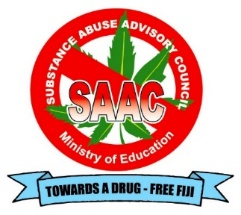 SUBSTANCE ABUSE ADVISORY COUNCIL
SAAC
Ministry of Education
TOWARDS A DRUG - FREE FIJI